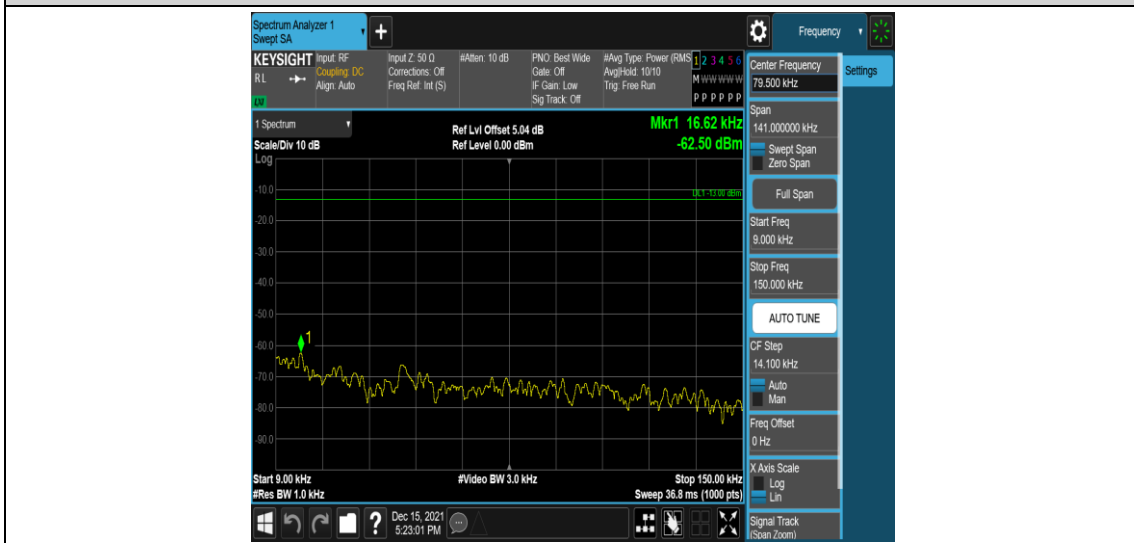 Spectrum Analyzer 1
Swept SA
+
Frequency
KEYSIGHT
RL
Input: RF
Coupling: DC
Align: Auto
Input Z: 50 Ω
Corrections: Off
Freq Ref: Int (S)
#Atten: 10 dB
PNO: Best Wide
Gate: Off
IF Gain: Low
Sig Track: Off
#Avg Type: Power (RMS
Avg|Hold: 10/10
Trig: Free Run
1 2 3 4 5 6
M W W W W W
P P P P P P
1 Spectrum
Scale/Div 10 dB
Log
Ref Lvl Offset 5.04 dB
Ref Level 0.00 dBm
Mkr1 16.62 kHz
-62.50 dBm
DL1 -13.00 dBm
-10.0
-20.0
-30.0
-40.0
-50.0
-60.0
-70.0
-80.0
-90.0
1
Start 9.00 kHz
#Res BW 1.0 kHz
#Video BW 3.0 kHz
Stop 150.00 kHz
Sweep 36.8 ms (1000 pts)
Center Frequency
79.500 kHz
Span
141.000000 kHz
Swept Span
Zero Span
Full Span
Start Freq
9.000 kHz
Stop Freq
150.000 kHz
AUTO TUNE
CF Step
14.100 kHz
Auto
Man
Freq Offset
0 Hz
X Axis Scale
Log
Lin
Signal Track
(Span Zoom)
Settings
?
Dec 15, 2021
5:23:01 PM